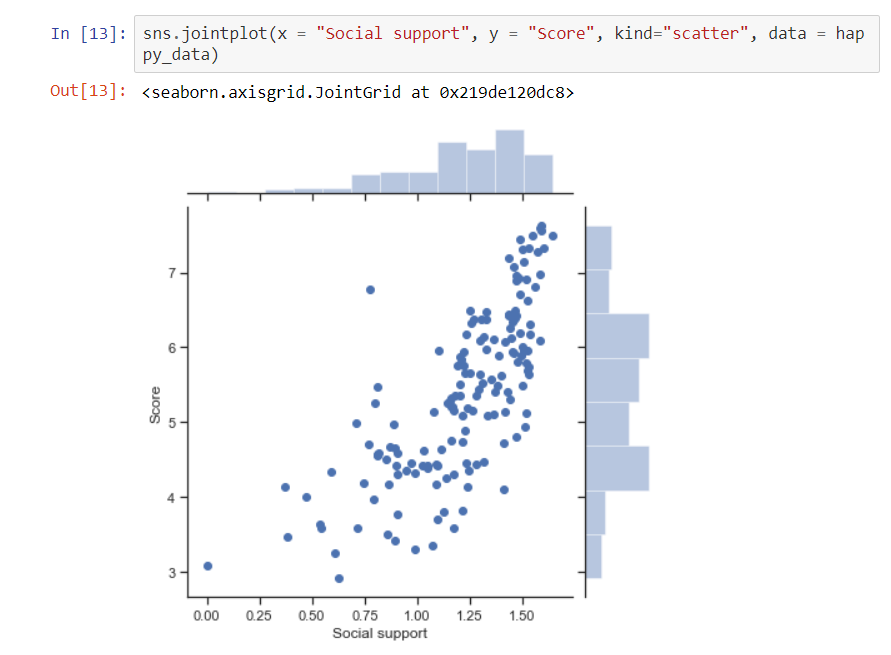 In [13]: sns.jointplot(x = "Social support", y = "Score", kind="scatter", data = hap
py_data)
Out[13]: <seaborn.axisgrid.JointGrid at 0x219de120dc8>
7
6
Score
5
4
3
0.00 0.25 0.50 0.75 1.00 1.25 1.50
Social support